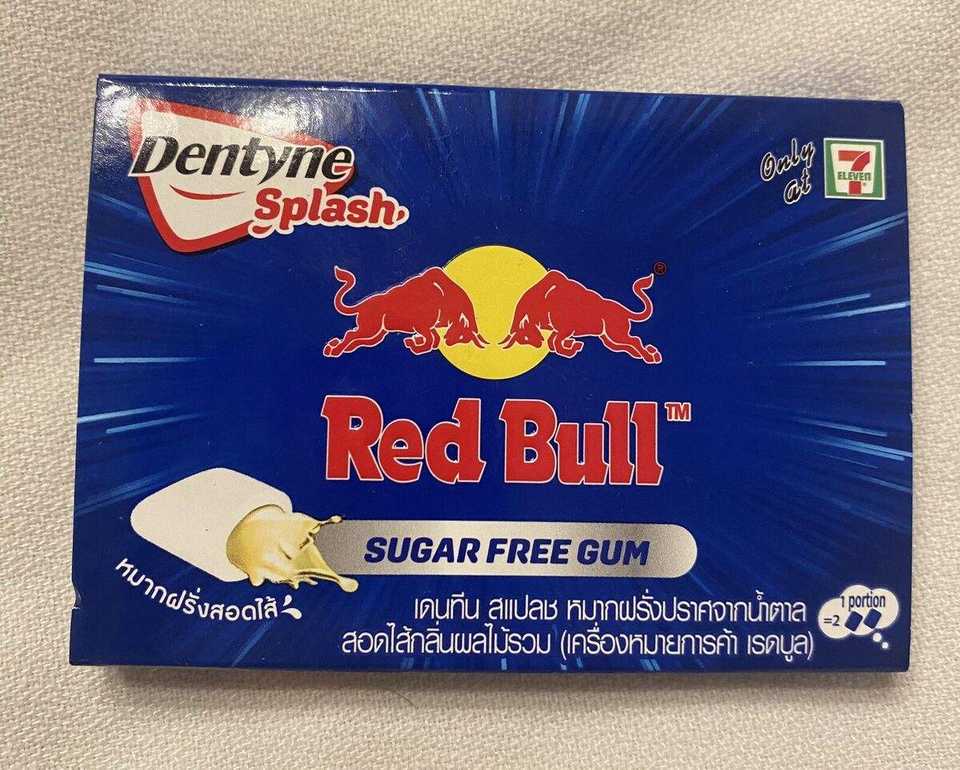 Dentyne
Splash
Only
at
7
ELEVEN
®
Red Bull™
SUGAR FREE GUM
หมากฝรั่งสอดไส้
เดนทีน สแปลช หมากฝรั่งปราศจากน้ำตาล
สอดไส้กลิ่นผลไม้รวม (เครื่องหมายการค้า เรดบูล)
1 portion
=2